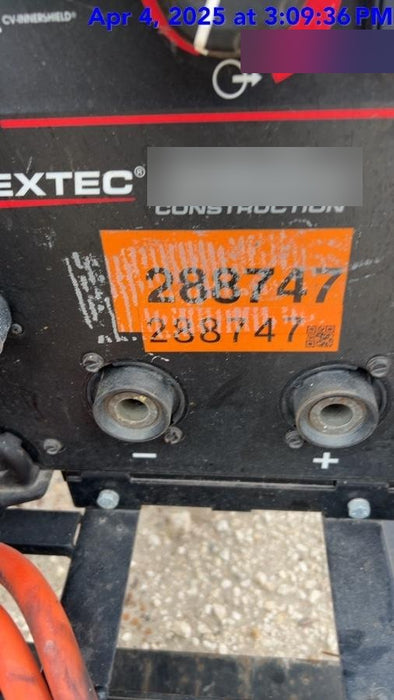 CV-INNERSHIELD®
Apr 4, 2025 at 3:09:36 PM
EXTEC®
CONSTRUCTION
288747
288747
−
+